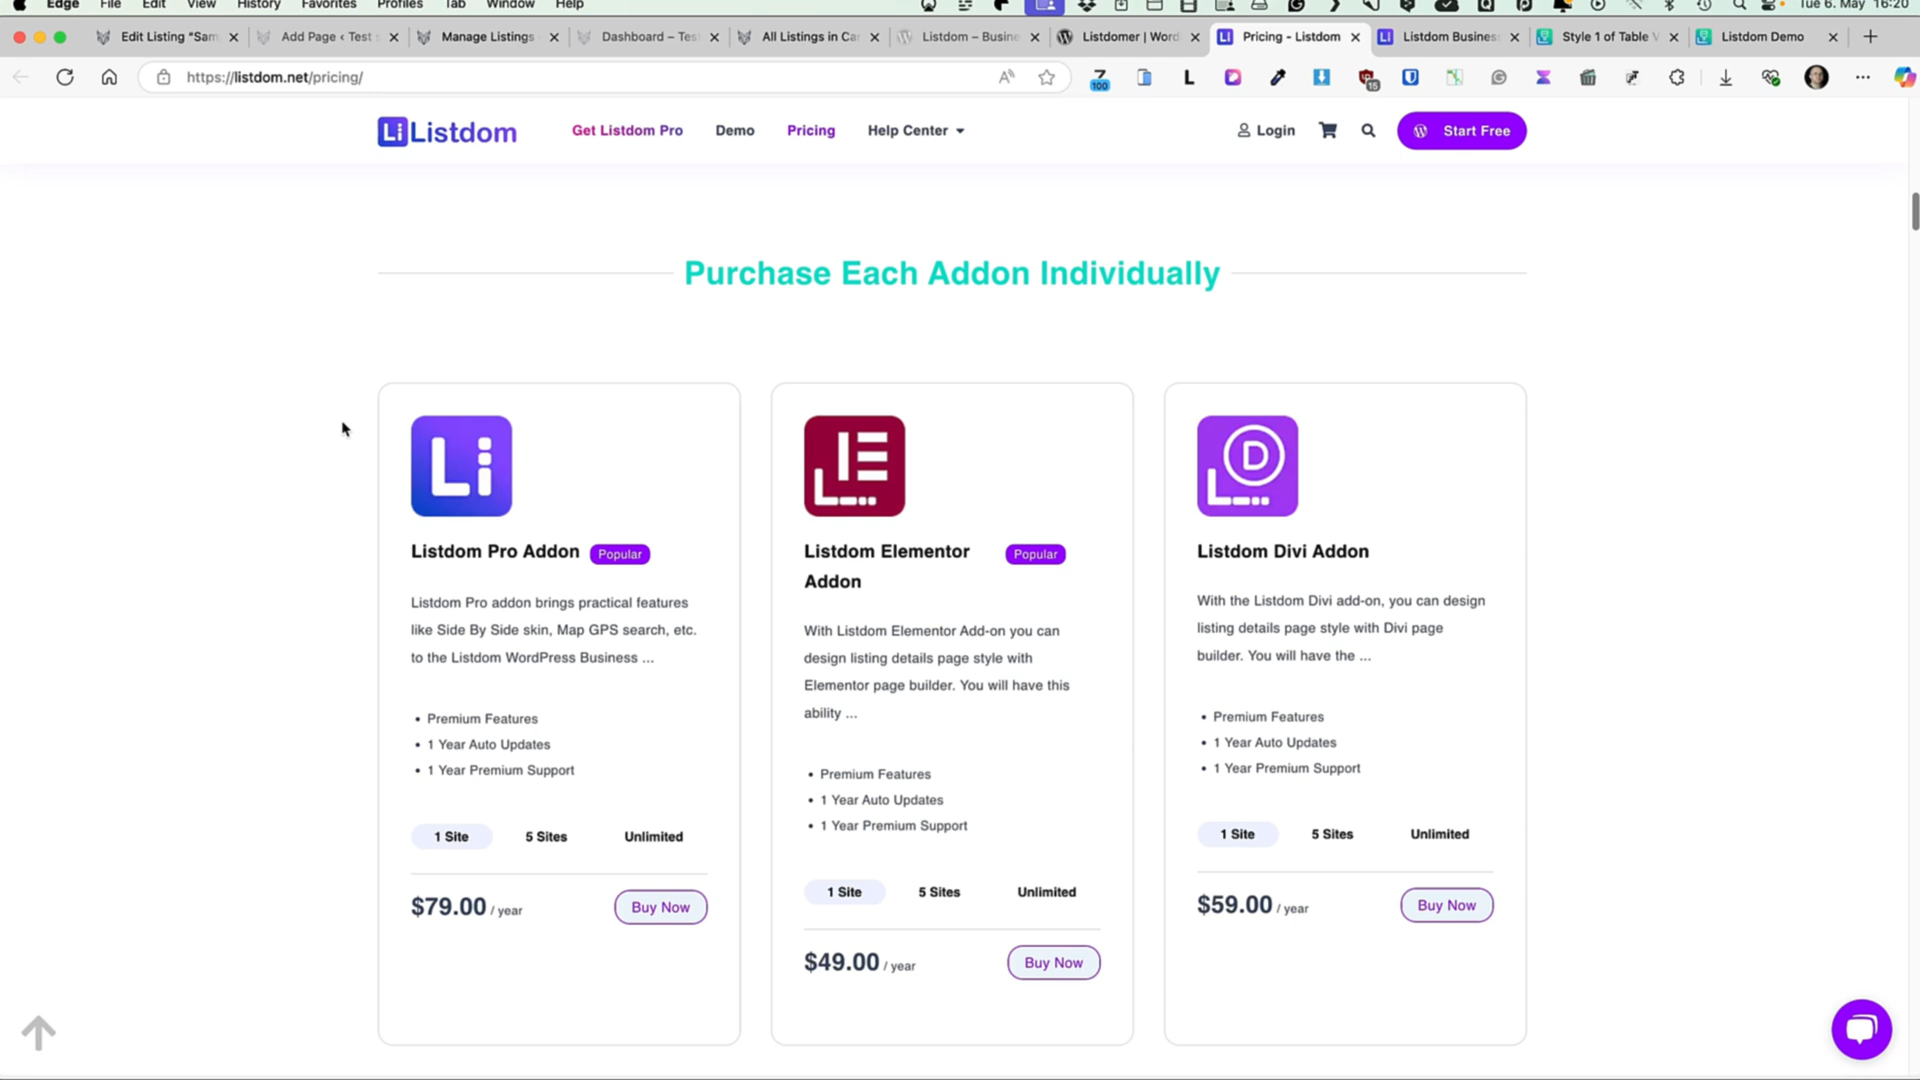 Edge File Edit View History Favorites Profiles Tab Window Help Tue 6. May 16:20
Edit Listing "Sam Add Page ‹ Test Manage Listings Dashboard – Tes All Listings in Ca Listdom – Busine Listdomer | Word Pricing - Listdom Listdom Busines Style 1 of Table V Listdom Demo
https://listdom.net/pricing/
100 L 15
Li Listdom Get Listdom Pro Demo Pricing Help Center Login Start Free
Purchase Each Addon Individually
Listdom Pro Addon Popular
Listdom Pro addon brings practical features
like Side By Side skin, Map GPS search, etc.
to the Listdom WordPress Business ...
• Premium Features
• 1 Year Auto Updates
• 1 Year Premium Support
1 Site 5 Sites Unlimited
$79.00 / year Buy Now
Listdom Elementor Popular
Addon
With Listdom Elementor Add-on you can
design listing details page style with
Elementor page builder. You will have this
ability ...
• Premium Features
• 1 Year Auto Updates
• 1 Year Premium Support
1 Site 5 Sites Unlimited
$49.00 / year Buy Now
Listdom Divi Addon
With the Listdom Divi add-on, you can design
listing details page style with Divi page
builder. You will have the ...
• Premium Features
• 1 Year Auto Updates
• 1 Year Premium Support
1 Site 5 Sites Unlimited
$59.00 / year Buy Now